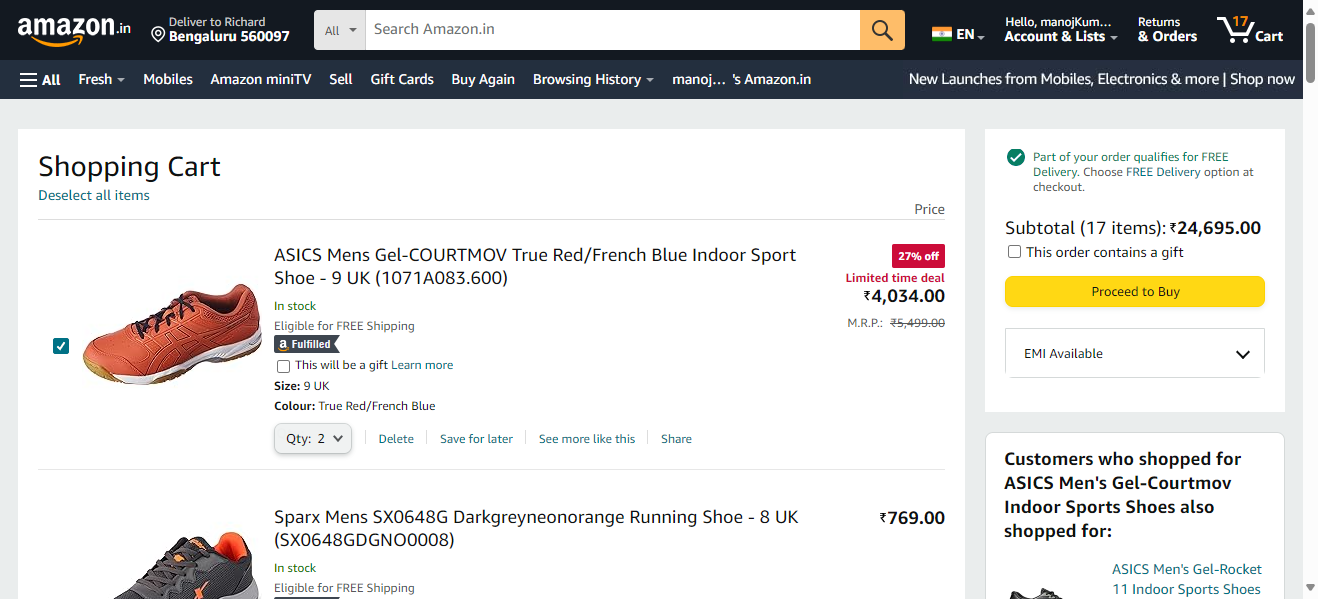 amazon.in
Deliver to Richard
Bengaluru 560097
All
Search Amazon.in
EN
Hello, manojKum...
Account & Lists
Returns
& Orders
17
Cart
All
Fresh
Mobiles
Amazon miniTV
Sell
Gift Cards
Buy Again
Browsing History
manoj... 's Amazon.in
New Launches from Mobiles, Electronics & more | Shop now
Shopping Cart
Deselect all items
Price
ASICS Mens Gel-COURTMOV True Red/French Blue Indoor Sport
Shoe - 9 UK (1071A083.600)
In stock
Eligible for FREE Shipping
a Fulfilled
This will be a gift Learn more
Size: 9 UK
Colour: True Red/French Blue
Qty: 2
Delete
Save for later
See more like this
Share
27% off
Limited time deal
₹4,034.00
M.R.P.: ₹5,499.00
Sparx Mens SX0648G Darkgreyneonorange Running Shoe - 8 UK
(SX0648GDGNO0008)
In stock
Eligible for FREE Shipping
₹769.00
Part of your order qualifies for FREE
Delivery. Choose FREE Delivery option at
checkout.
Subtotal (17 items): ₹24,695.00
This order contains a gift
Proceed to Buy
EMI Available
Customers who shopped for
ASICS Men's Gel-Courtmov
Indoor Sports Shoes also
shopped for:
ASICS Men's Gel-Rocket
11 Indoor Sports Shoes